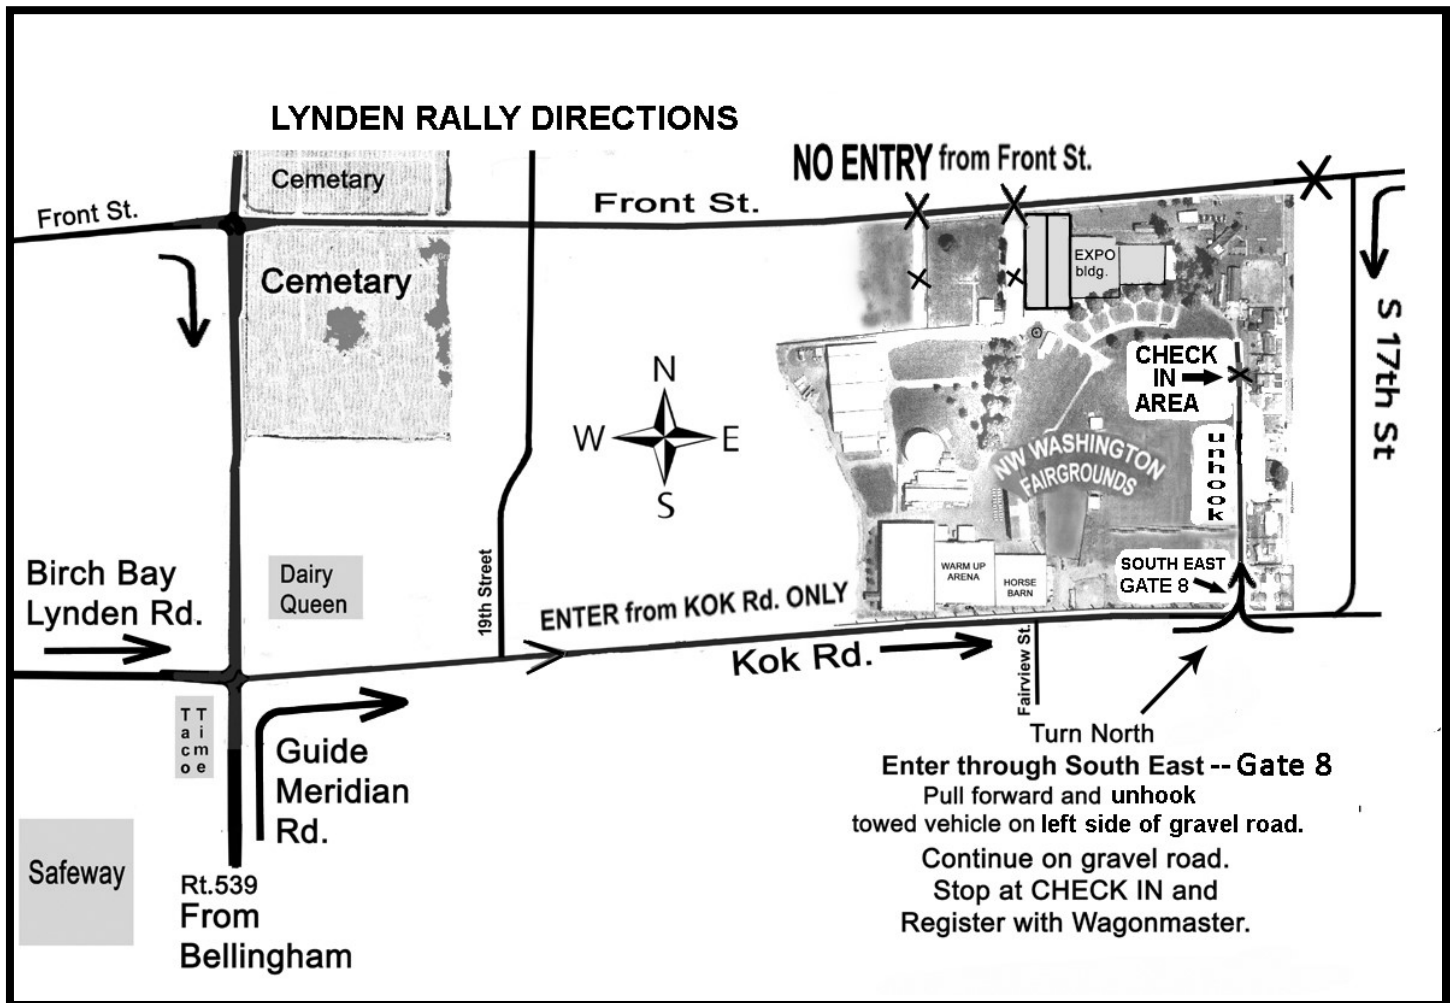 LYNDEN RALLY DIRECTIONS
NO ENTRY from Front St.
Cemetary
Front St.
Front St.
Cemetary
EXPO
bldg.
S 17th St
CHECK
IN
AREA
N
W E
S
unhook
NW WASHINGTON
FAIRGROUNDS
Birch Bay
Lynden Rd.
Dairy
Queen
19th Street
ENTER from KOK Rd. ONLY
WARM UP
ARENA
HORSE
BARN
SOUTH EAST
GATE 8
Kok Rd.
Fairview St.
Taco
Time
Guide
Meridian
Rd.
Safeway
Rt.539
From
Bellingham
Turn North
Enter through South East -- Gate 8
Pull forward and unhook
towed vehicle on left side of gravel road.
Continue on gravel road.
Stop at CHECK IN and
Register with Wagonmaster.